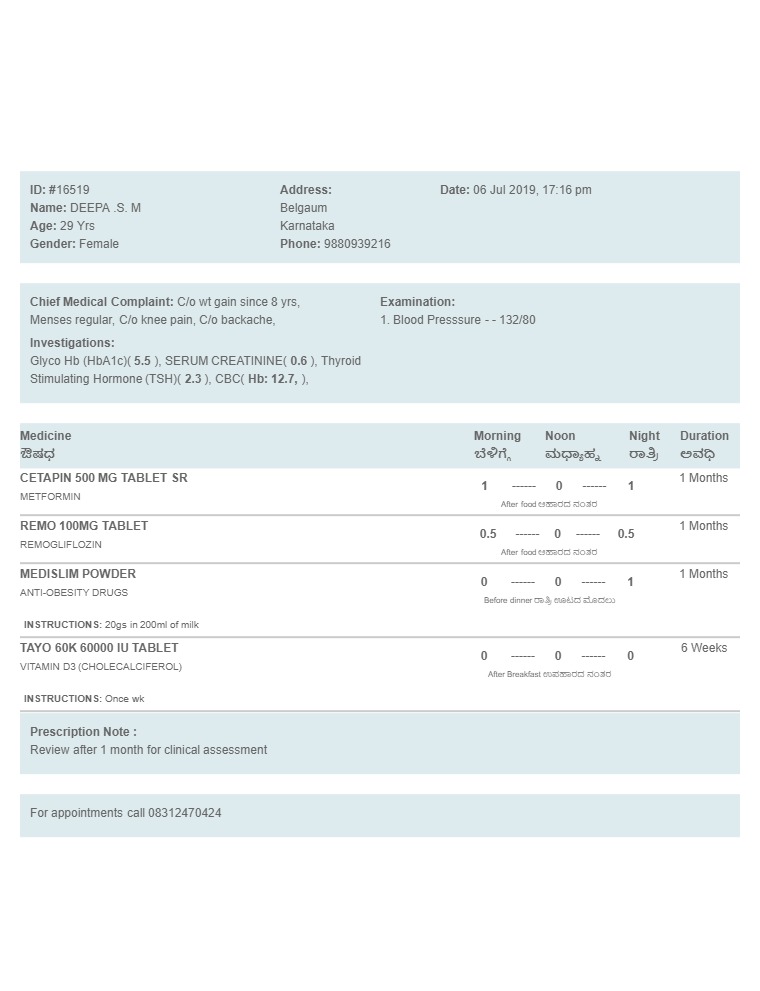 ID: #16519
Name: DEEPA .S. M
Age: 29 Yrs
Gender: Female
Address:
Belgaum
Karnataka
Phone: 9880939216
Date: 06 Jul 2019, 17:16 pm
Chief Medical Complaint: C/o wt gain since 8 yrs,
Menses regular, C/o knee pain, C/o backache,
Investigations:
Glyco Hb (HbA1c)( 5.5 ), SERUM CREATININE( 0.6 ), Thyroid
Stimulating Hormone (TSH)( 2.3 ), CBC( Hb: 12.7, ),
Examination:
1. Blood Presssure - - 132/80
Medicine Morning Noon Night Duration
ಔಷಧ ಬೆಳಿಗ್ಗೆ ಮಧ್ಯಾಹ್ನ ರಾತ್ರಿ ಅವಧಿ
CETAPIN 500 MG TABLET SR 1 ------ 0 ------ 1 1 Months
METFORMIN After food ಆಹಾರದ ನಂತರ
REMO 100MG TABLET 0.5 ------ 0 ------ 0.5 1 Months
REMOGLIFLOZIN After food ಆಹಾರದ ನಂತರ
MEDISLIM POWDER 0 ------ 0 ------ 1 1 Months
ANTI-OBESITY DRUGS Before dinner ರಾತ್ರಿ ಊಟದ ಮೊದಲು
INSTRUCTIONS: 20gs in 200ml of milk
TAYO 60K 60000 IU TABLET 0 ------ 0 ------ 0 6 Weeks
VITAMIN D3 (CHOLECALCIFEROL) After Breakfast ಉಪಹಾರದ ನಂತರ
INSTRUCTIONS: Once wk
Prescription Note :
Review after 1 month for clinical assessment
For appointments call 08312470424